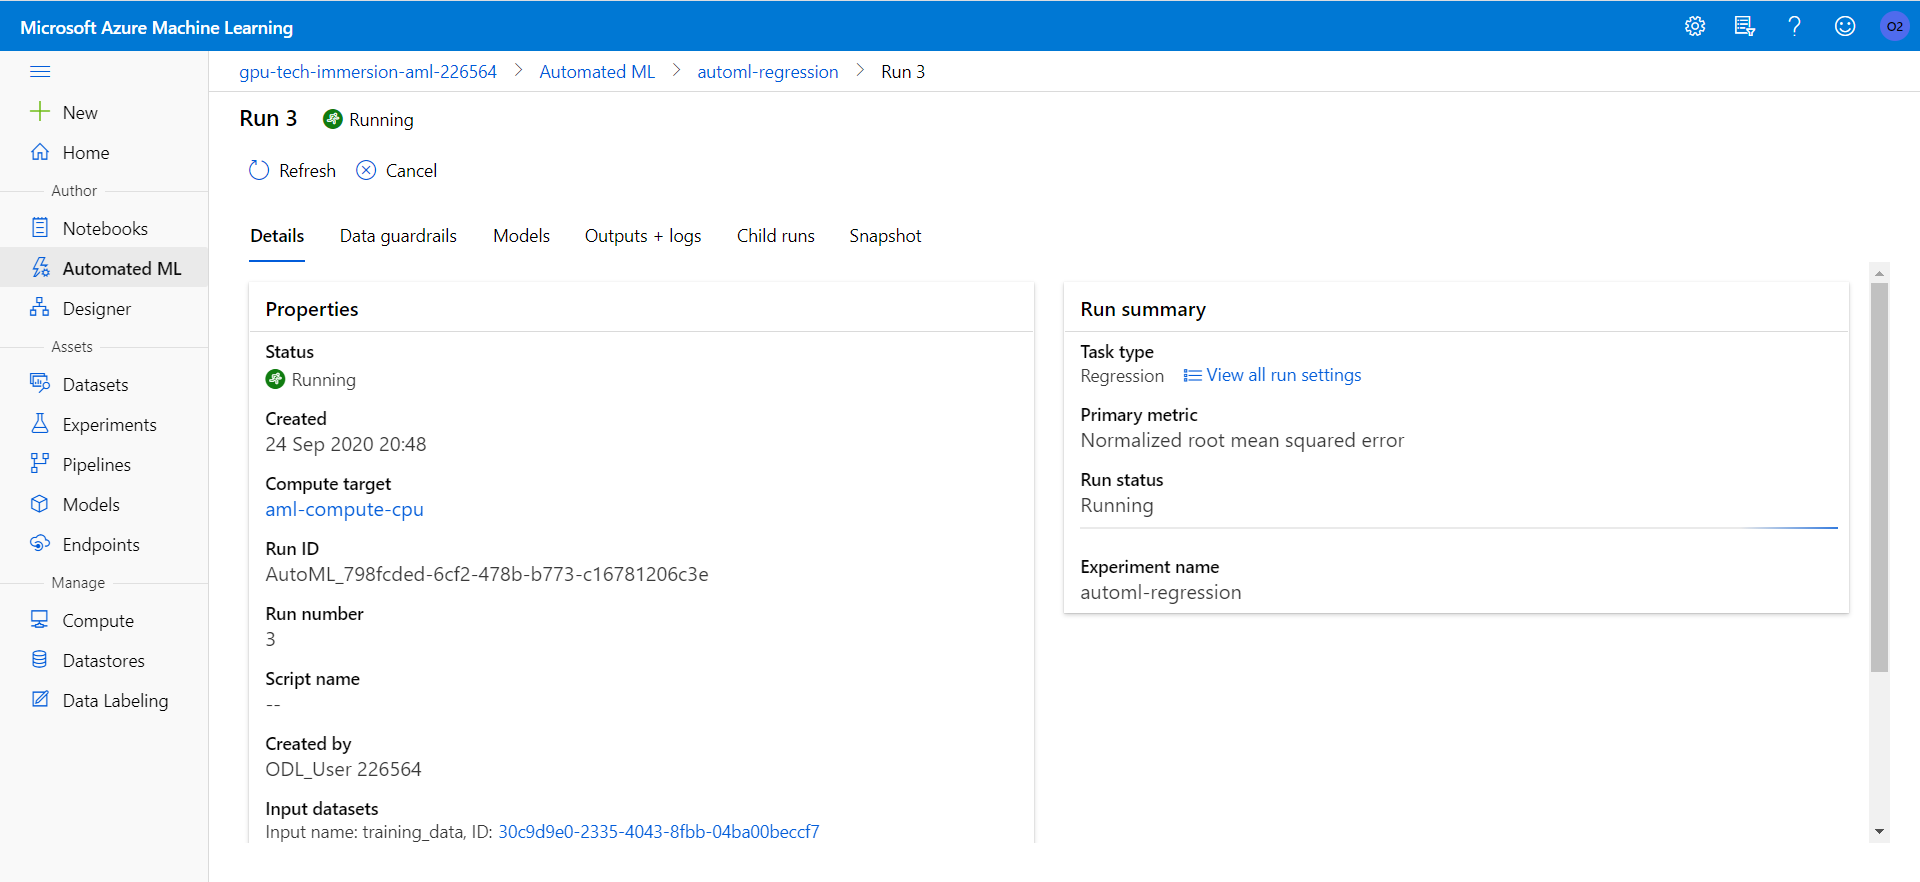 Microsoft Azure Machine Learning
O2
gpu-tech-immersion-aml-226564 > Automated ML > automl-regression > Run 3
New
Home
Author
Notebooks
Automated ML
Designer
Assets
Datasets
Experiments
Pipelines
Models
Endpoints
Manage
Compute
Datastores
Data Labeling
Run 3 Running
Refresh Cancel
Details Data guardrails Models Outputs + logs Child runs Snapshot
Properties
Status
Running
Created
24 Sep 2020 20:48
Compute target
aml-compute-cpu
Run ID
AutoML_798fcded-6cf2-478b-b773-c16781206c3e
Run number
3
Script name
--
Created by
ODL_User 226564
Input datasets
Input name: training_data, ID: 30c9d9e0-2335-4043-8fbb-04ba00beccf7
Run summary
Task type
Regression View all run settings
Primary metric
Normalized root mean squared error
Run status
Running
Experiment name
automl-regression